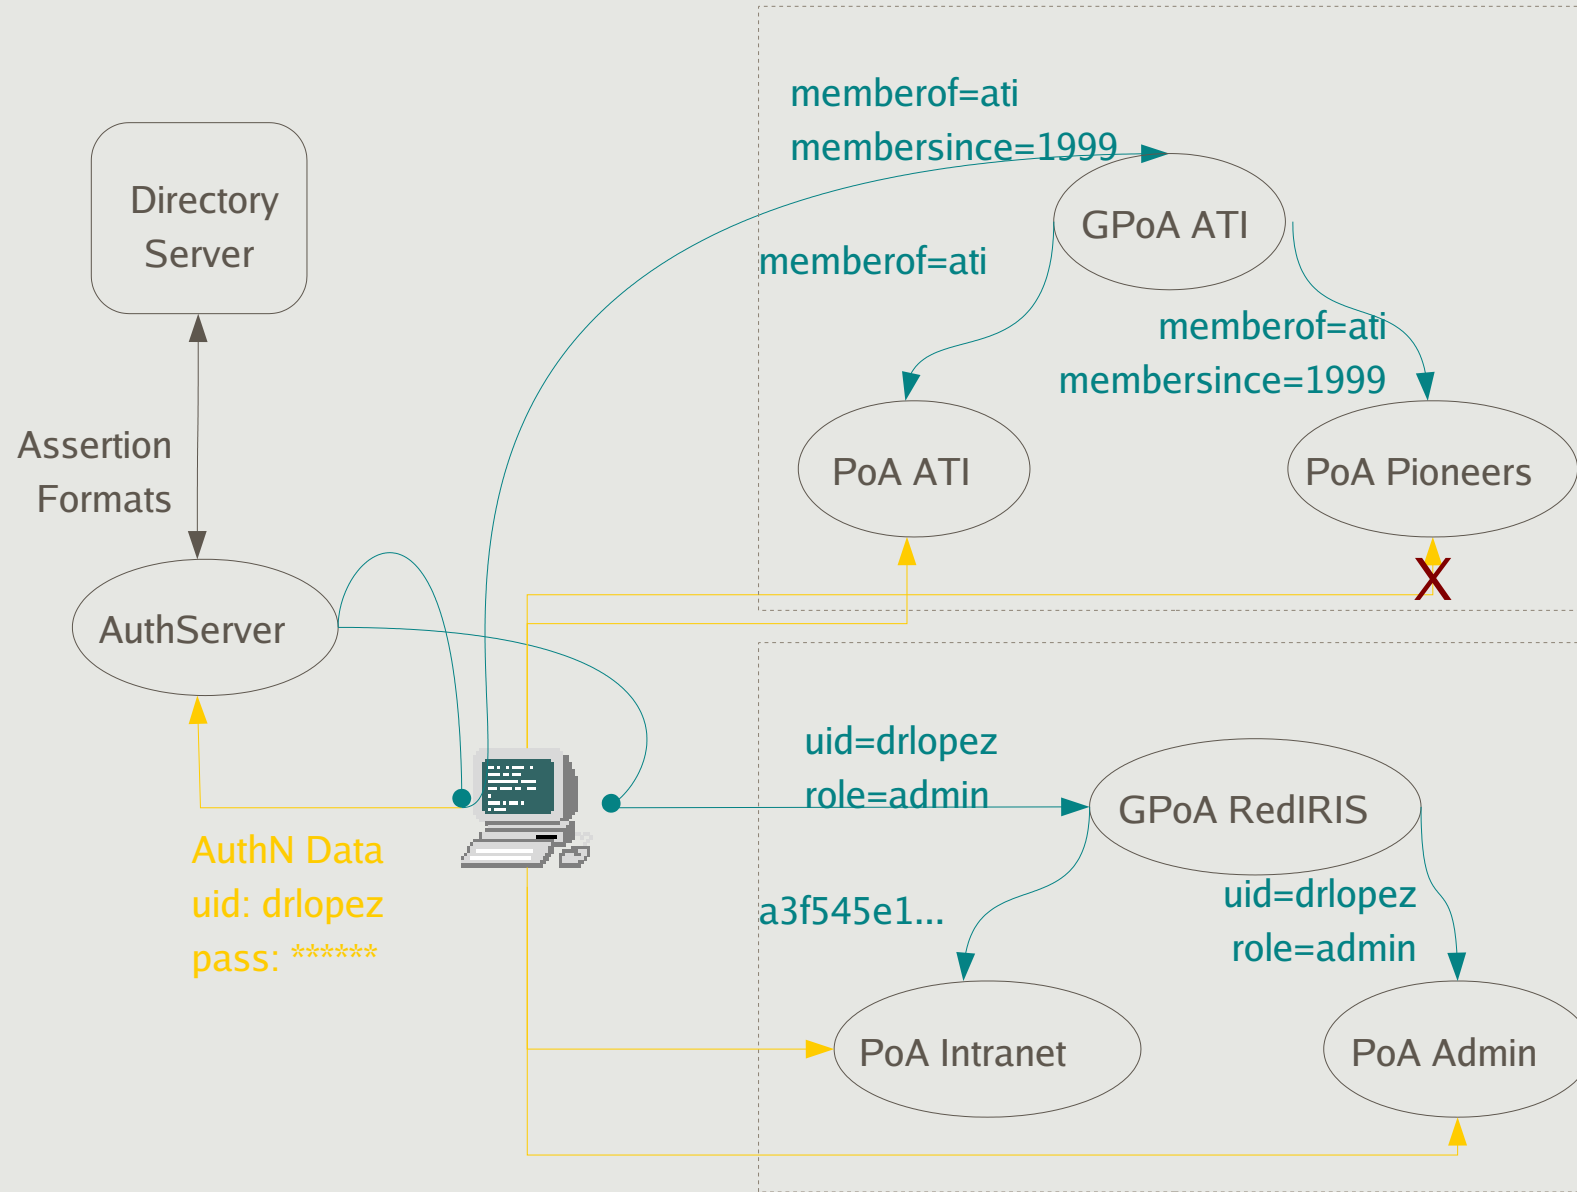 memberof=ati
membersince=1999
Directory
Server
GPoA ATI
memberof=ati
memberof=ati
membersince=1999
Assertion
Formats
PoA ATI
PoA Pioneers
X
AuthServer
uid=drlopez
role=admin
GPoA RedIRIS
AuthN Data
uid: drlopez
pass: ******
a3f545e1...
uid=drlopez
role=admin
PoA Intranet
PoA Admin